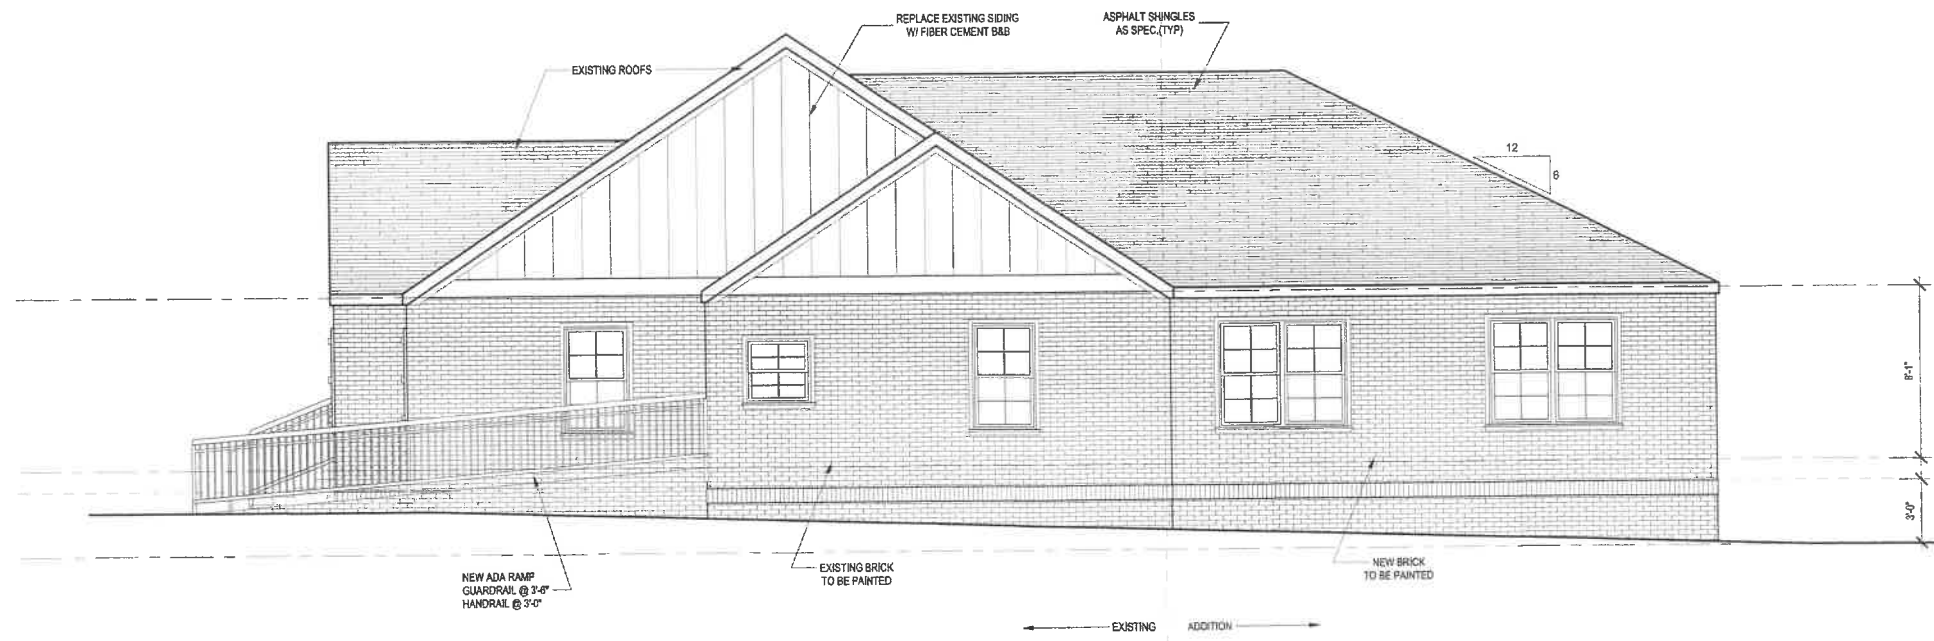 REPLACE EXISTING SIDING
W/ FIBER CEMENT B&B
ASPHALT SHINGLES
AS SPEC.(TYP)
EXISTING ROOFS
12
6
8'-1"
3'-0"
NEW ADA RAMP
GUARDRAIL @ 3'-6"
HANDRAIL @ 3'-0"
EXISTING BRICK
TO BE PAINTED
NEW BRICK
TO BE PAINTED
EXISTING
ADDITION